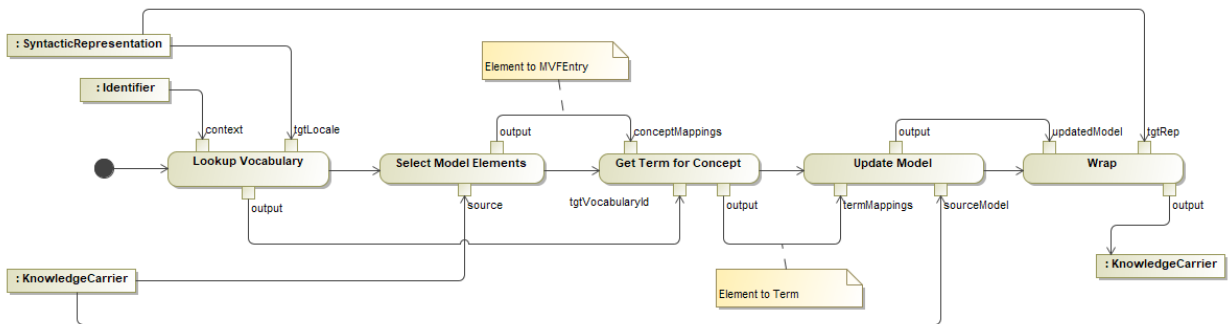 : SyntacticRepresentation
Element to MVFEntry
: Identifier
context
tgtLocale
output
conceptMappings
output
updatedModel
tgtRep
Lookup Vocabulary
Select Model Elements
Get Term for Concept
Update Model
Wrap
output
source
tgtVocabularyId
output
termMappings
sourceModel
output
: KnowledgeCarrier
: KnowledgeCarrier
Element to Term